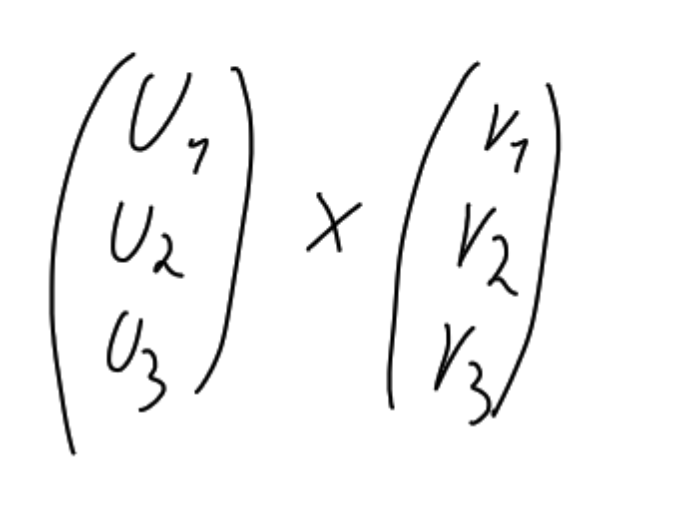 (U₁) × (V₁)
(U₂) (V₂)
(U₃) (V₃)